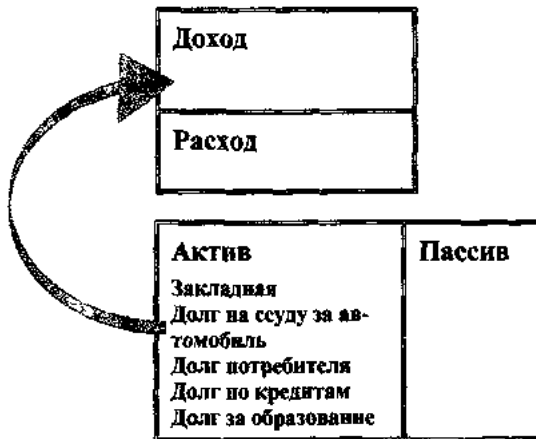 Доход
Расход
Актив
Пассив
Закладная
Долг на ссуду за ав-
томобиль
Долг потребителя
Долг по кредитам
Долг за образование